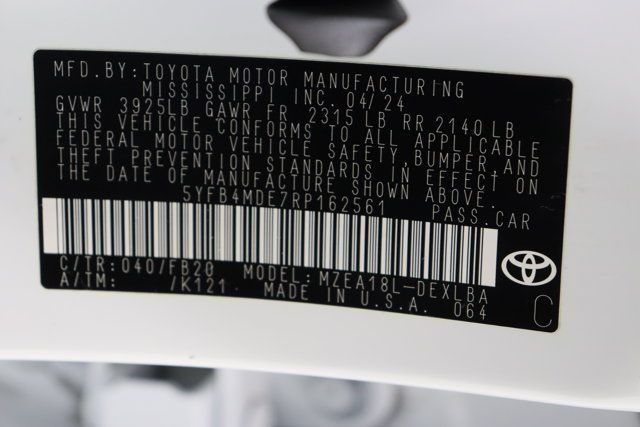 MFD.BY:TOYOTA MOTOR MANUFACTURING
MISSISSIPPI INC. 04/24
GVWR 3925LB GAWR FR 2315 LB RR 2140 LB
THIS VEHICLE CONFORMS TO ALL APPLICABLE
FEDERAL MOTOR VEHICLE SAFETY,BUMPER,AND
THEFT PREVENTION STANDARDS IN EFFECT ON
THE DATE OF MANUFACTURE SHOWN ABOVE.
5YFB4MDE7RP162561 PASS.CAR
C/TR:040/FB20 MODEL:MZEA18L-DEXLBA
A/TM: /K121 MADE IN U.S.A. 064
C